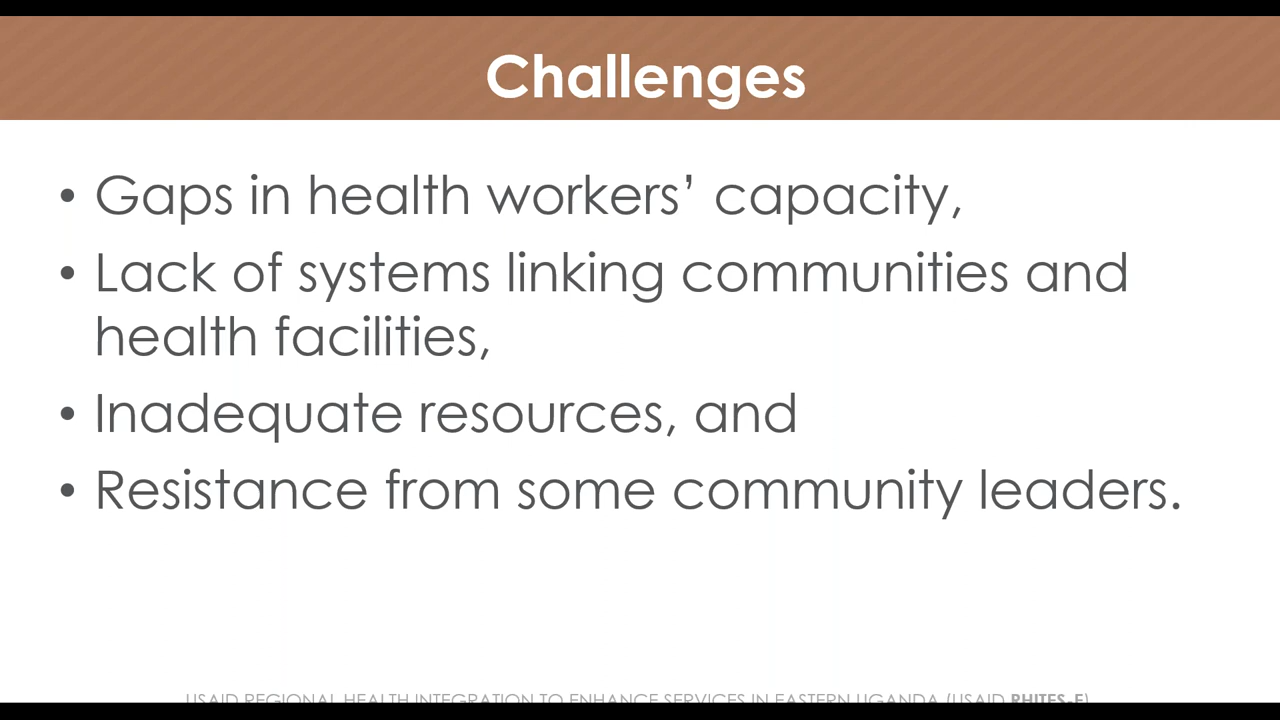 Challenges
• Gaps in health workers’ capacity,
• Lack of systems linking communities and
health facilities,
• Inadequate resources, and
• Resistance from some community leaders.
USAID REGIONAL HEALTH INTEGRATION TO ENHANCE SERVICES IN EASTERN UGANDA (USAID RHITES-E)